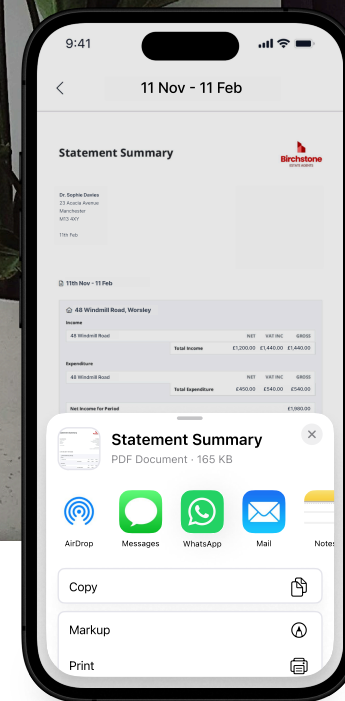 9:41
11 Nov - 11 Feb
Statement Summary
Birchstone
ESTATE AGENTS
Dr. Sophie Davies
23 Acacia Avenue
Manchester
M13 4XY
11th Feb
11th Nov - 11 Feb
48 Windmill Road, Worsley
Income
48 Windmill Road NET VAT INC GROSS
Total Income £1,200.00 £1,440.00 £1,440.00
Expenditure
48 Windmill Road NET VAT INC GROSS
Total Expenditure £450.00 £540.00 £540.00
Net Income for Period £1,980.00
Statement Summary
PDF Document · 165 KB
AirDrop Messages WhatsApp Mail Notes
Copy
Markup
Print